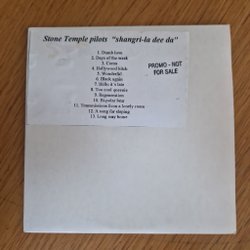 Stone Temple pilots "shangri-la dee da"
1. Dumb love
2. Days of the week
3. Coma
4. Hollywood bitch
5. Wonderful
6. Black again
7. Hello it's late
8. Too cool queenie
9. Regeneration
10. Bi-polar bear
11. Transmissions from a lonely room
12. A song for sleeping
13. Long way home
PROMO - NOT
FOR SALE